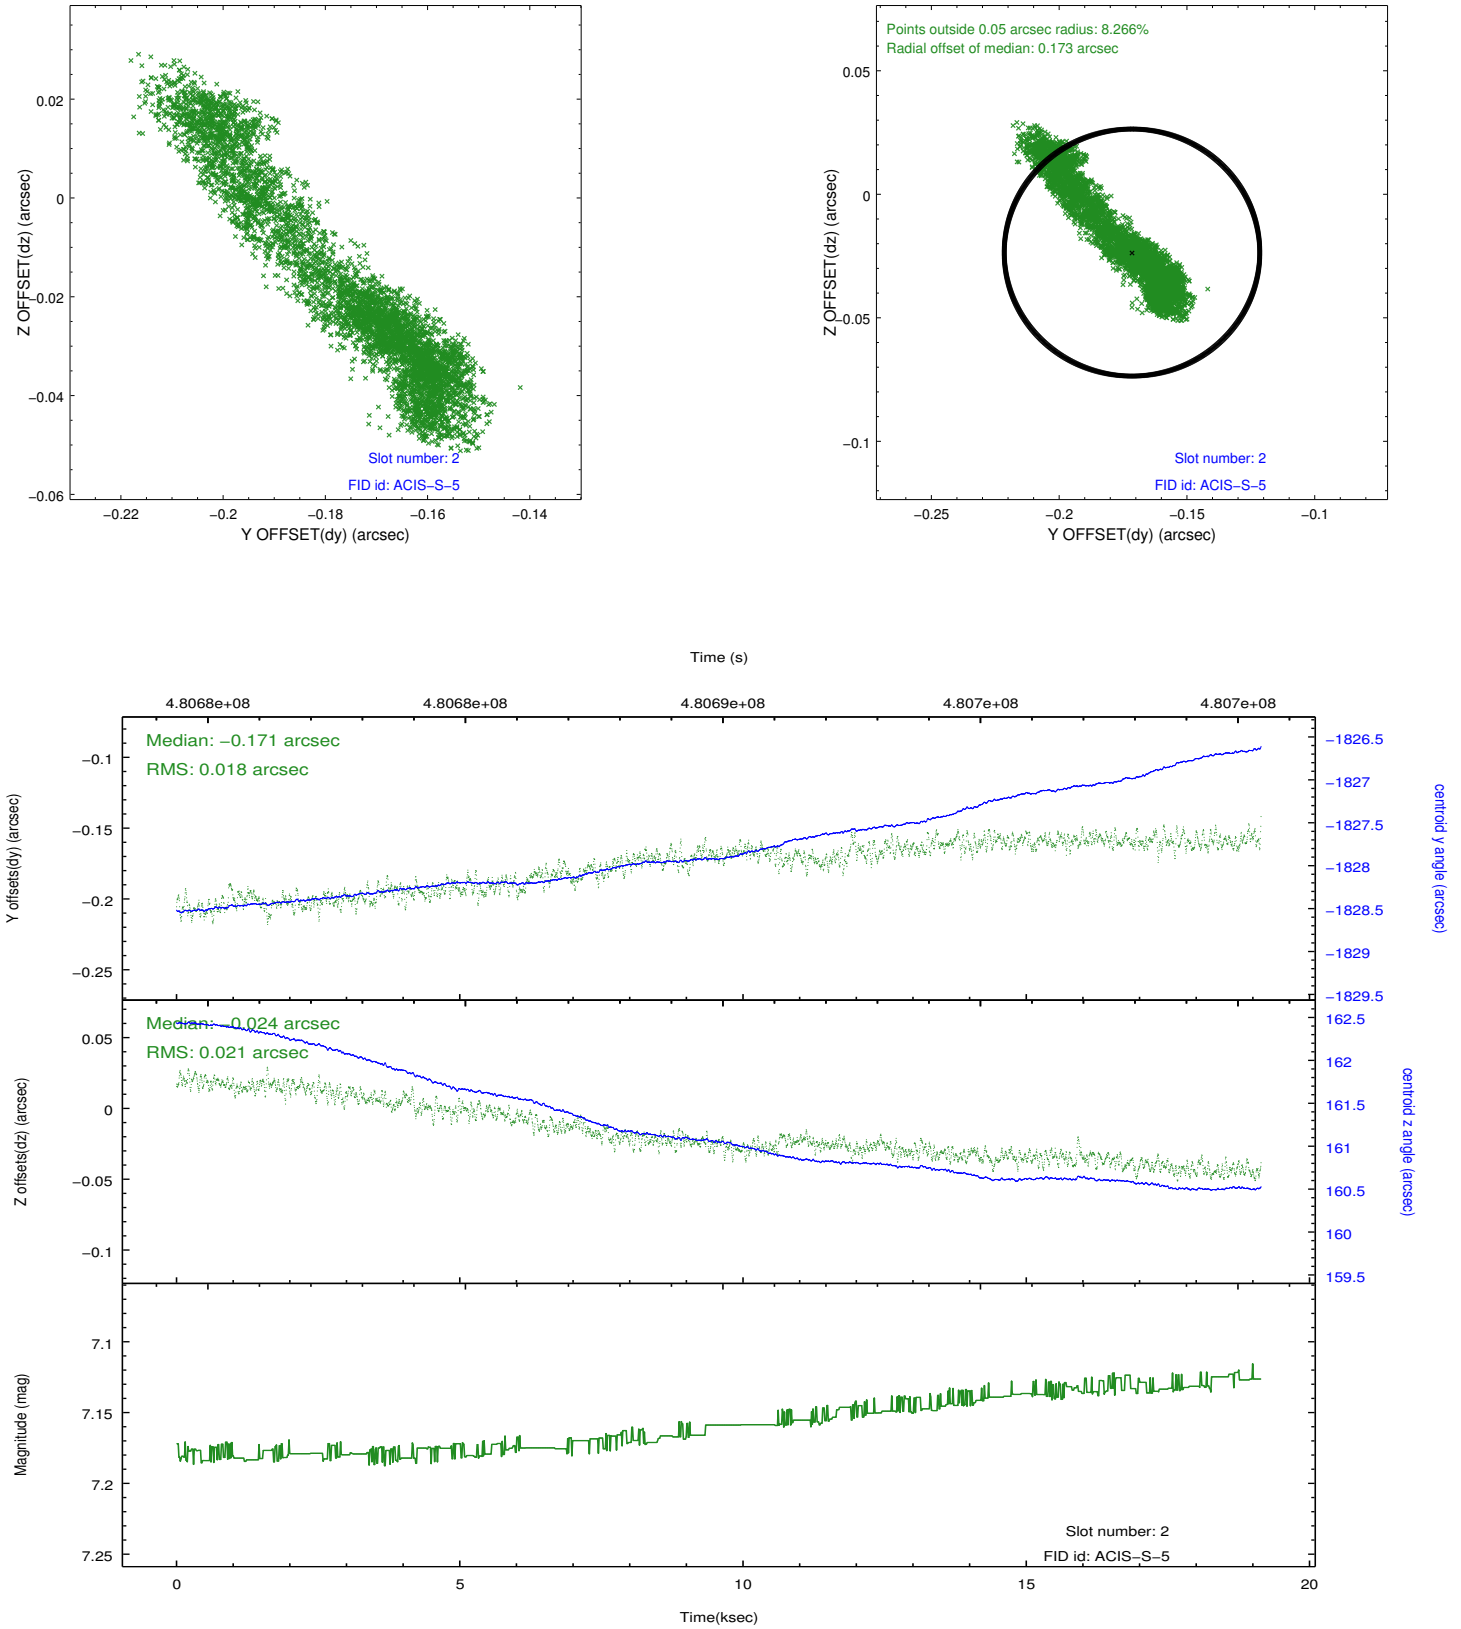 0.02
0
−0.02
−0.04
−0.06
Z OFFSET(dz) (arcsec)
Slot number: 2
FID id: ACIS−S−5
−0.22
−0.2
−0.18
−0.16
−0.14
Y OFFSET(dy) (arcsec)
Points outside 0.05 arcsec radius: 8.266%
Radial offset of median: 0.173 arcsec
0.05
0
−0.05
−0.1
Z OFFSET(dz) (arcsec)
Slot number: 2
FID id: ACIS−S−5
−0.25
−0.2
−0.15
−0.1
Y OFFSET(dy) (arcsec)
Time (s)
4.8068e+08
4.8068e+08
4.8069e+08
4.807e+08
4.807e+08
Median: −0.171 arcsec
RMS: 0.018 arcsec
−0.1
−0.15
−0.2
−0.25
Y offsets(dy) (arcsec)
−1826.5
−1827
−1827.5
−1828
−1828.5
−1829
−1829.5
centroid y angle (arcsec)
Median: −0.024 arcsec
RMS: 0.021 arcsec
0.05
0
−0.05
−0.1
Z offsets(dz) (arcsec)
162.5
162
161.5
161
160.5
160
159.5
centroid z angle (arcsec)
7.1
7.15
7.2
7.25
Magnitude (mag)
Slot number: 2
FID id: ACIS−S−5
0
5
10
15
20
Time(ksec)